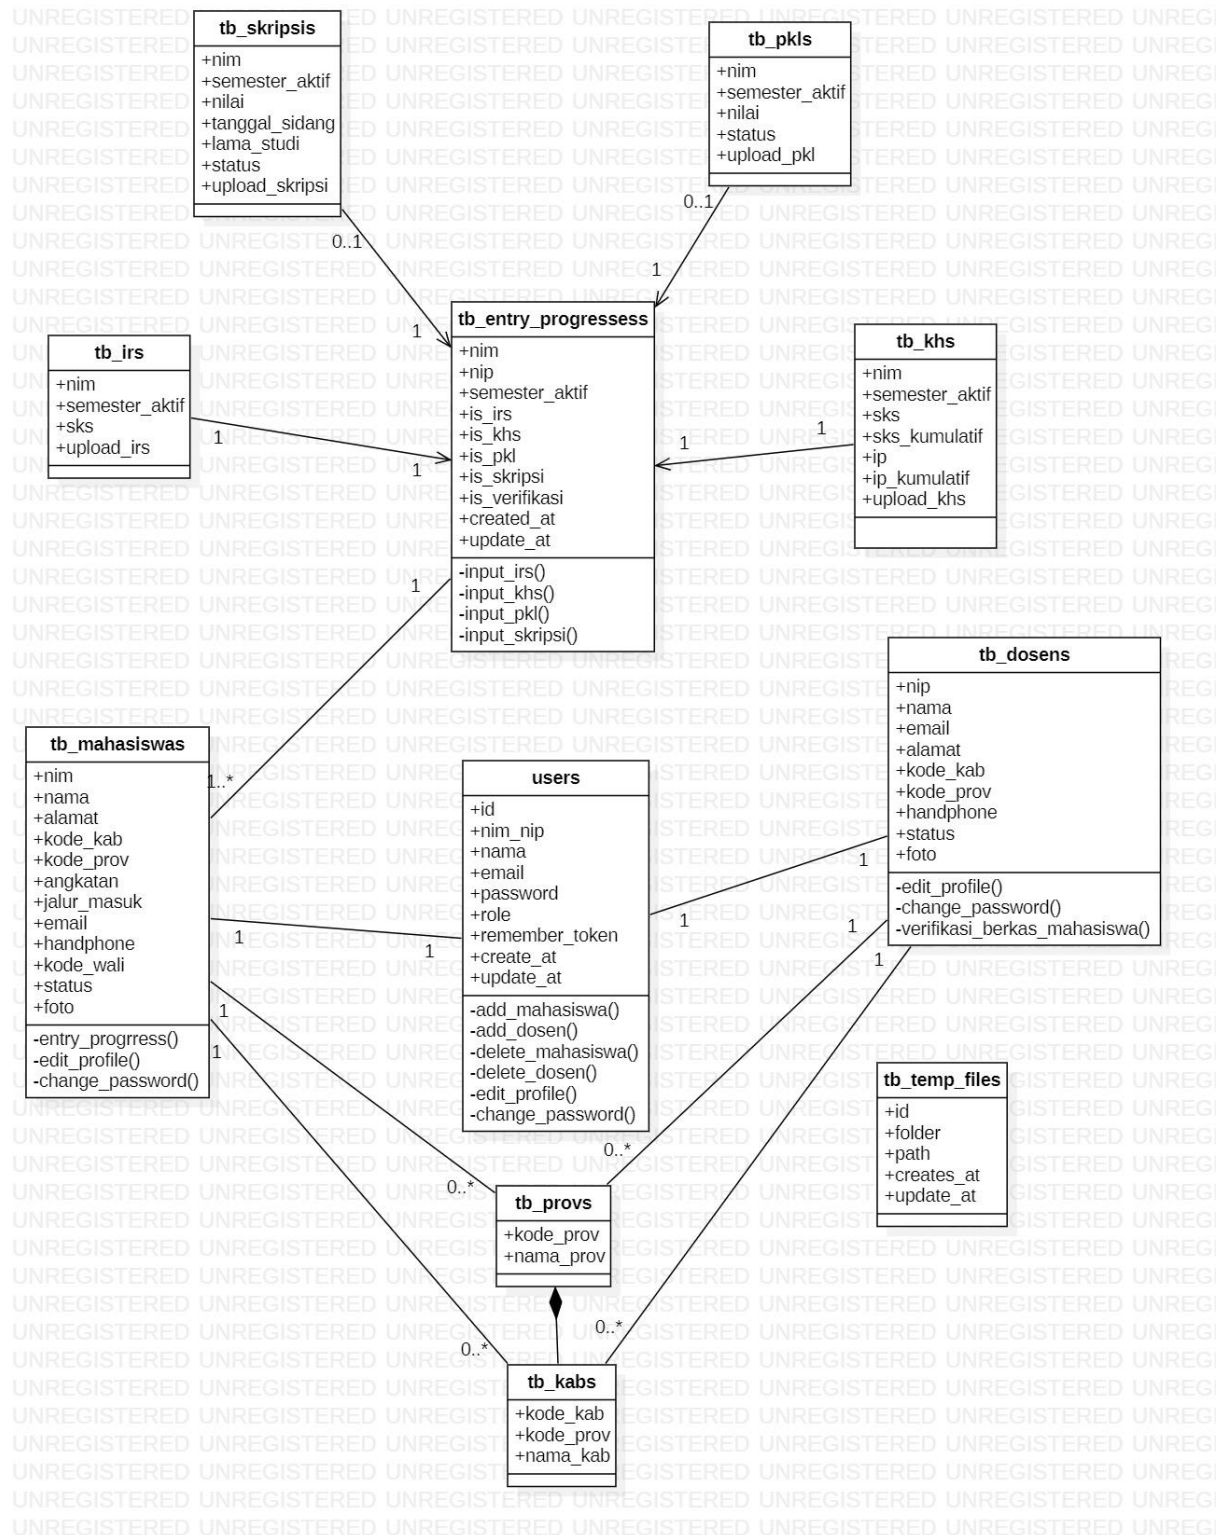 tb_skripsis
+nim
+semester_aktif
+nilai
+tanggal_sidang
+lama_studi
+status
+upload_skripsi
tb_pkls
+nim
+semester_aktif
+nilai
+status
+upload_pkl
0..1
1
0..1
1
tb_entry_progressess
+nim
+nip
+semester_aktif
+is_irs
+is_khs
+is_pkl
+is_skripsi
+is_verifikasi
+created_at
+update_at
-input_irs()
-input_khs()
-input_pkl()
-input_skripsi()
tb_irs
+nim
+semester_aktif
+sks
+upload_irs
1
1
tb_khs
+nim
+semester_aktif
+sks
+sks_kumulatif
+ip
+ip_kumulatif
+upload_khs
1
1
1
1..*
tb_mahasiswas
+nim
+nama
+alamat
+kode_kab
+kode_prov
+angkatan
+jalur_masuk
+email
+handphone
+kode_wali
+status
+foto
-entry_progrress()
-edit_profile()
-change_password()
users
+id
+nim_nip
+nama
+email
+password
+role
+remember_token
+create_at
+update_at
-add_mahasiswa()
-add_dosen()
-delete_mahasiswa()
-delete_dosen()
-edit_profile()
-change_password()
tb_dosens
+nip
+nama
+email
+alamat
+kode_kab
+kode_prov
+handphone
+status
+foto
-edit_profile()
-change_password()
-verifikasi_berkas_mahasiswa()
1
1
1
1
1
1
1
1
0..*
0..*
0..*
0..*
tb_temp_files
+id
+folder
+path
+creates_at
+update_at
tb_provs
+kode_prov
+nama_prov
tb_kabs
+kode_kab
+kode_prov
+nama_kab
UNREGISTERED